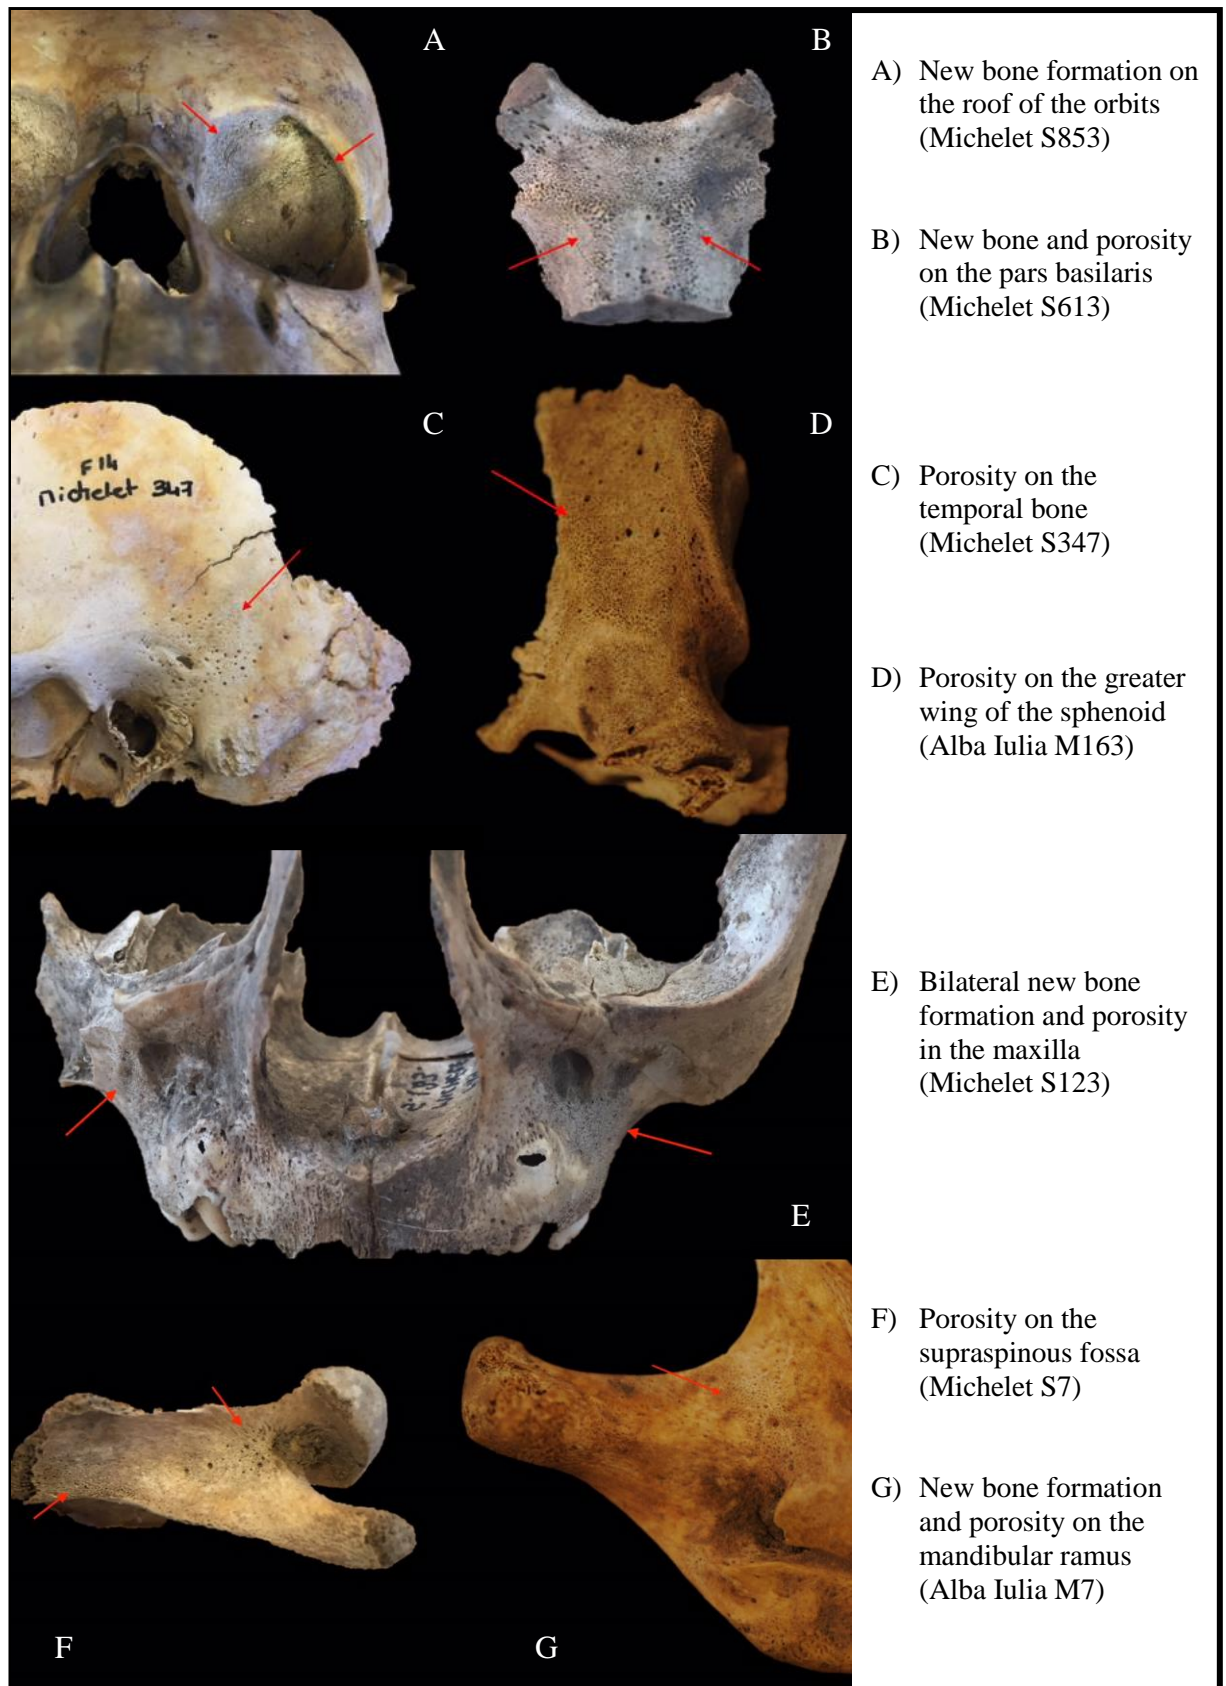 A
B
A) New bone formation on
the roof of the orbits
(Michelet S853)
B) New bone and porosity
on the pars basilaris
(Michelet S613)
C
D
F14
Michelet 347
C) Porosity on the
temporal bone
(Michelet S347)
D) Porosity on the greater
wing of the sphenoid
(Alba Iulia M163)
E
E) Bilateral new bone
formation and porosity
in the maxilla
(Michelet S123)
F) Porosity on the
supraspinous fossa
(Michelet S7)
G) New bone formation
and porosity on the
mandibular ramus
(Alba Iulia M7)
F
G